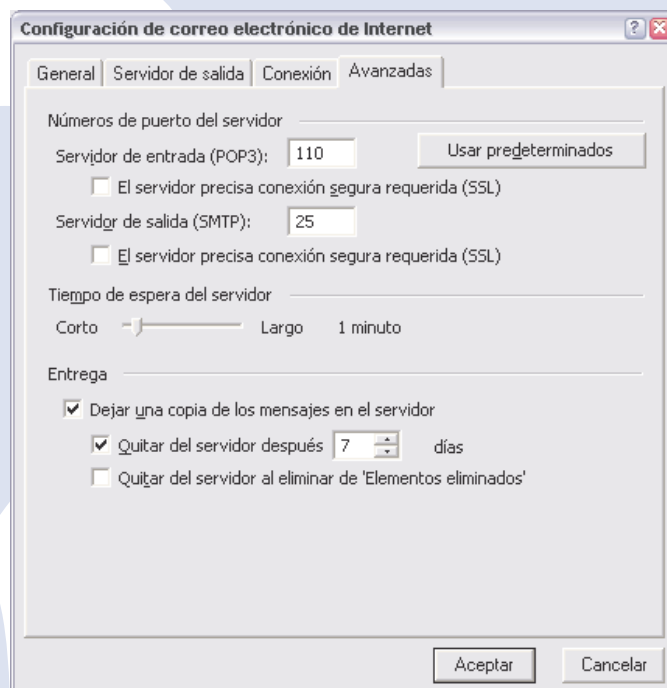 Configuración de correo electrónico de Internet
General Servidor de salida Conexión Avanzadas
Números de puerto del servidor
Servidor de entrada (POP3): 110 Usar predeterminados
El servidor precisa conexión segura requerida (SSL)
Servidor de salida (SMTP): 25
El servidor precisa conexión segura requerida (SSL)
Tiempo de espera del servidor
Corto Largo 1 minuto
Entrega
Dejar una copia de los mensajes en el servidor
Quitar del servidor después 7 días
Quitar del servidor al eliminar de 'Elementos eliminados'
Aceptar Cancelar